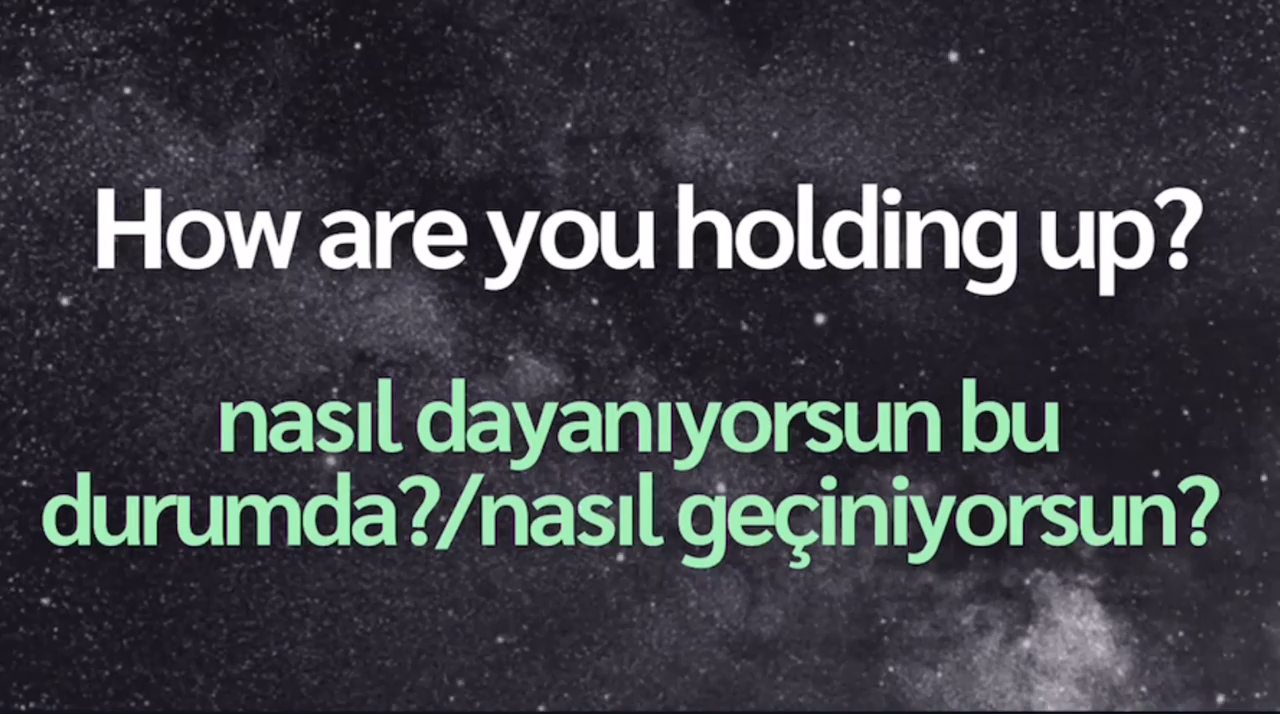 How are you holding up?
nasıl dayanıyorsun bu
durumda?/nasıl geçiniyorsun?